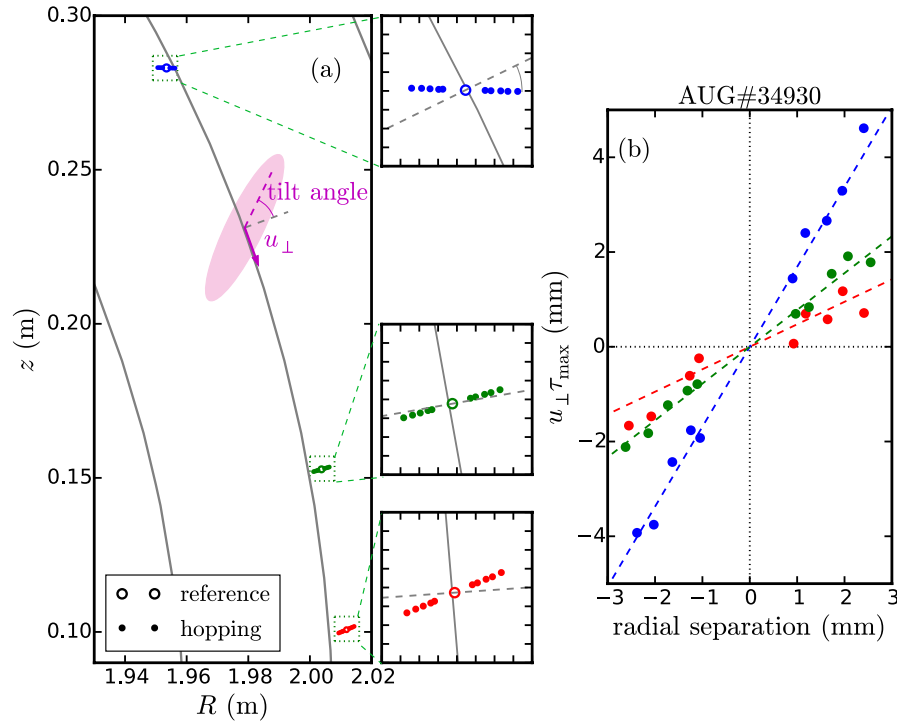 0.30
0.25
0.20
0.15
0.10
z (m)
1.94 1.96 1.98 2.00 2.02
R (m)
(a)
tilt angle
u⊥
reference
hopping
AUG#34930
(b)
4
2
0
−2
−4
u⊥τmax (mm)
−3 −2 −1 0 1 2 3
radial separation (mm)